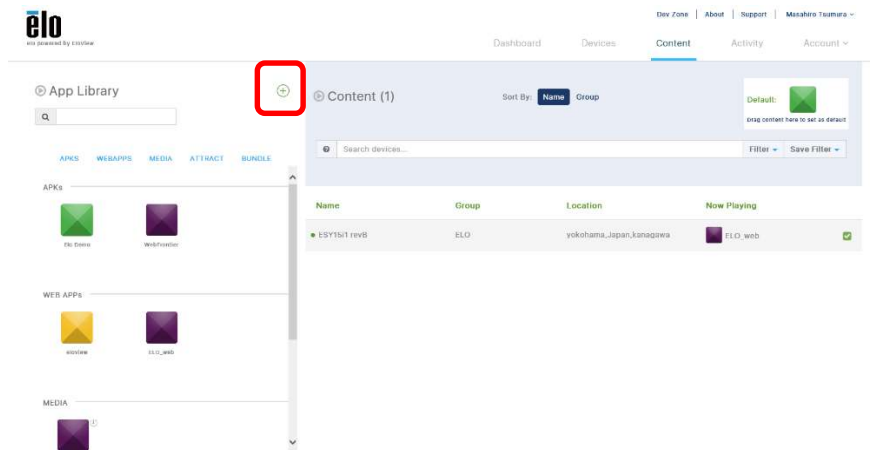 Dev Zone | About | Support | Masahiro Tsumura
elo
elo powered by EloView
Dashboard Devices Content Activity Account
App Library
Content (1)
Sort By: Name Group
Default:
Drag content here to set as default
Search devices...
Filter Save Filter
APKS WEBAPPS MEDIA ATTRACT BUNDLE
APKs
Elo Demo
Name Group Location Now Playing
ESY15i1 revB ELO yokohama,Japan,kanagawa ELO_web
WEB APPs
eloview ELO_web
MEDIA